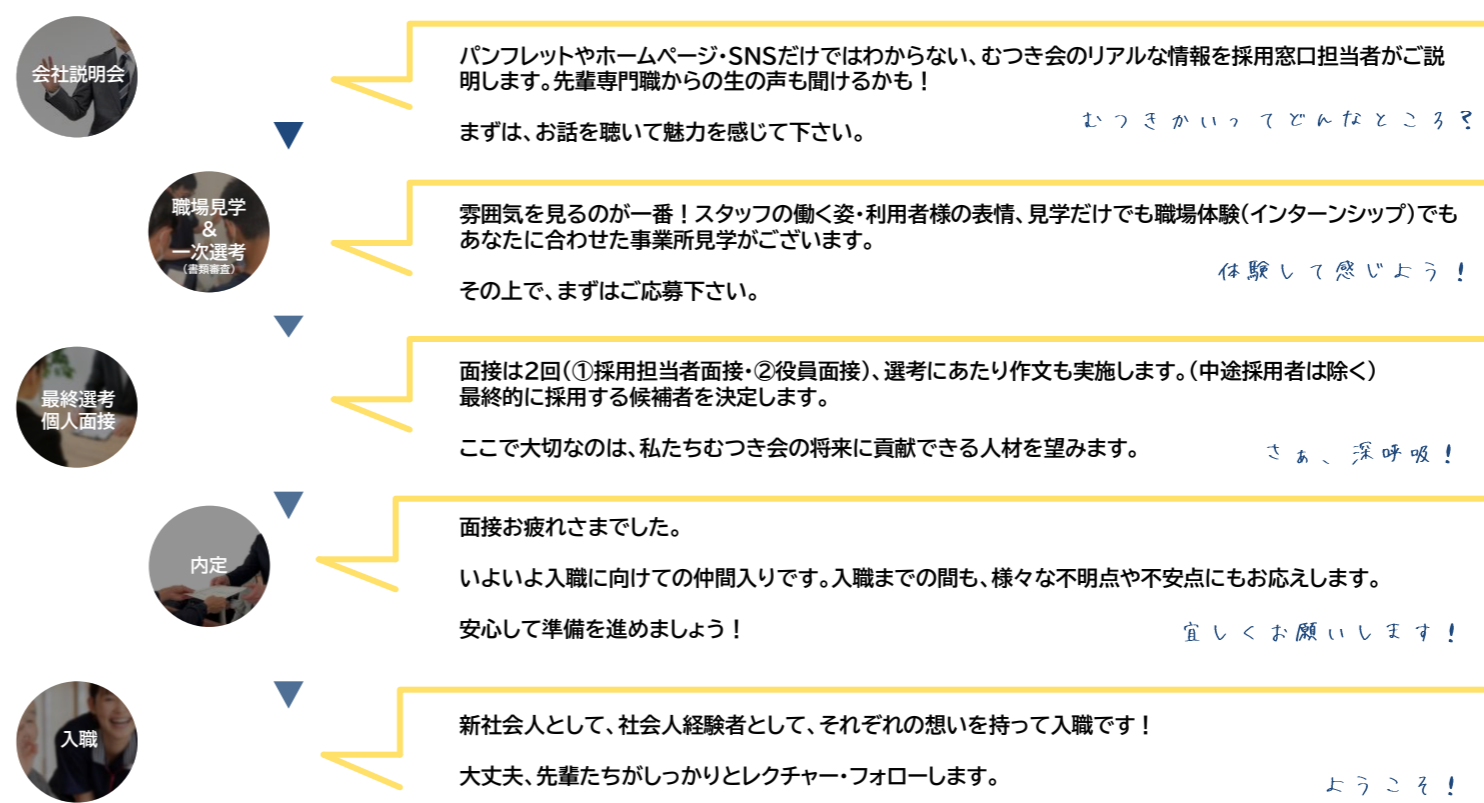 会社説明会
パンフレットやホームページ・SNSだけではわからない、むつき会のリアルな情報を採用窓口担当者がご説
明します。先輩専門職からの生の声も聞けるかも！
まずは、お話を聴いて魅力を感じて下さい。
むつきかいってどんなところ？
職場見学
＆
一次選考
（書類審査）
雰囲気を見るのが一番！スタッフの働く姿・利用者様の表情、見学だけでも職場体験（インターンシップ）でも
あなたに合わせた事業所見学がございます。
その上で、まずはご応募下さい。
体験して感じよう！
最終選考
個人面接
面接は2回（①採用担当者面接・②役員面接）、選考にあたり作文も実施します。（中途採用者は除く）
最終的に採用する候補者を決定します。
ここで大切なのは、私たちむつき会の将来に貢献できる人材を望みます。
さぁ、深呼吸！
内定
面接お疲れさまでした。
いよいよ入職に向けての仲間入りです。入職までの間も、様々な不明点や不安点にもお応えします。
安心して準備を進めましょう！
宜しくお願いします！
入職
新社会人として、社会人経験者として、それぞれの想いを持って入職です！
大丈夫、先輩たちがしっかりとレクチャー・フォローします。
ようこそ！